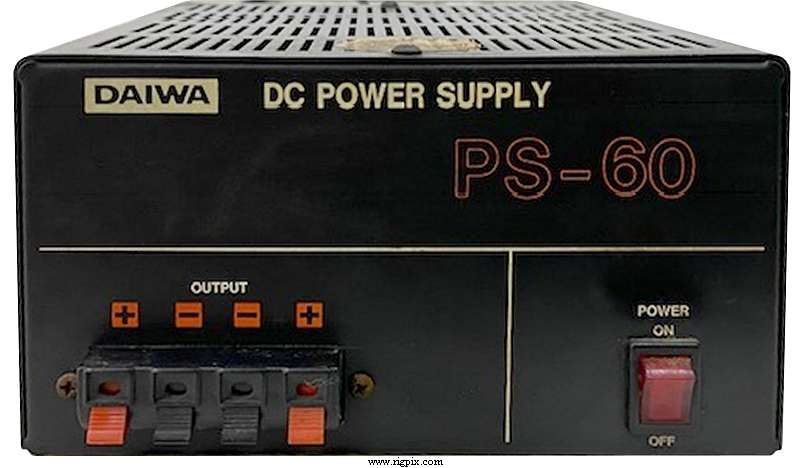 DAIWA DC POWER SUPPLY
PS-60
OUTPUT
+ - - +
POWER
ON
OFF
www.rigpix.com